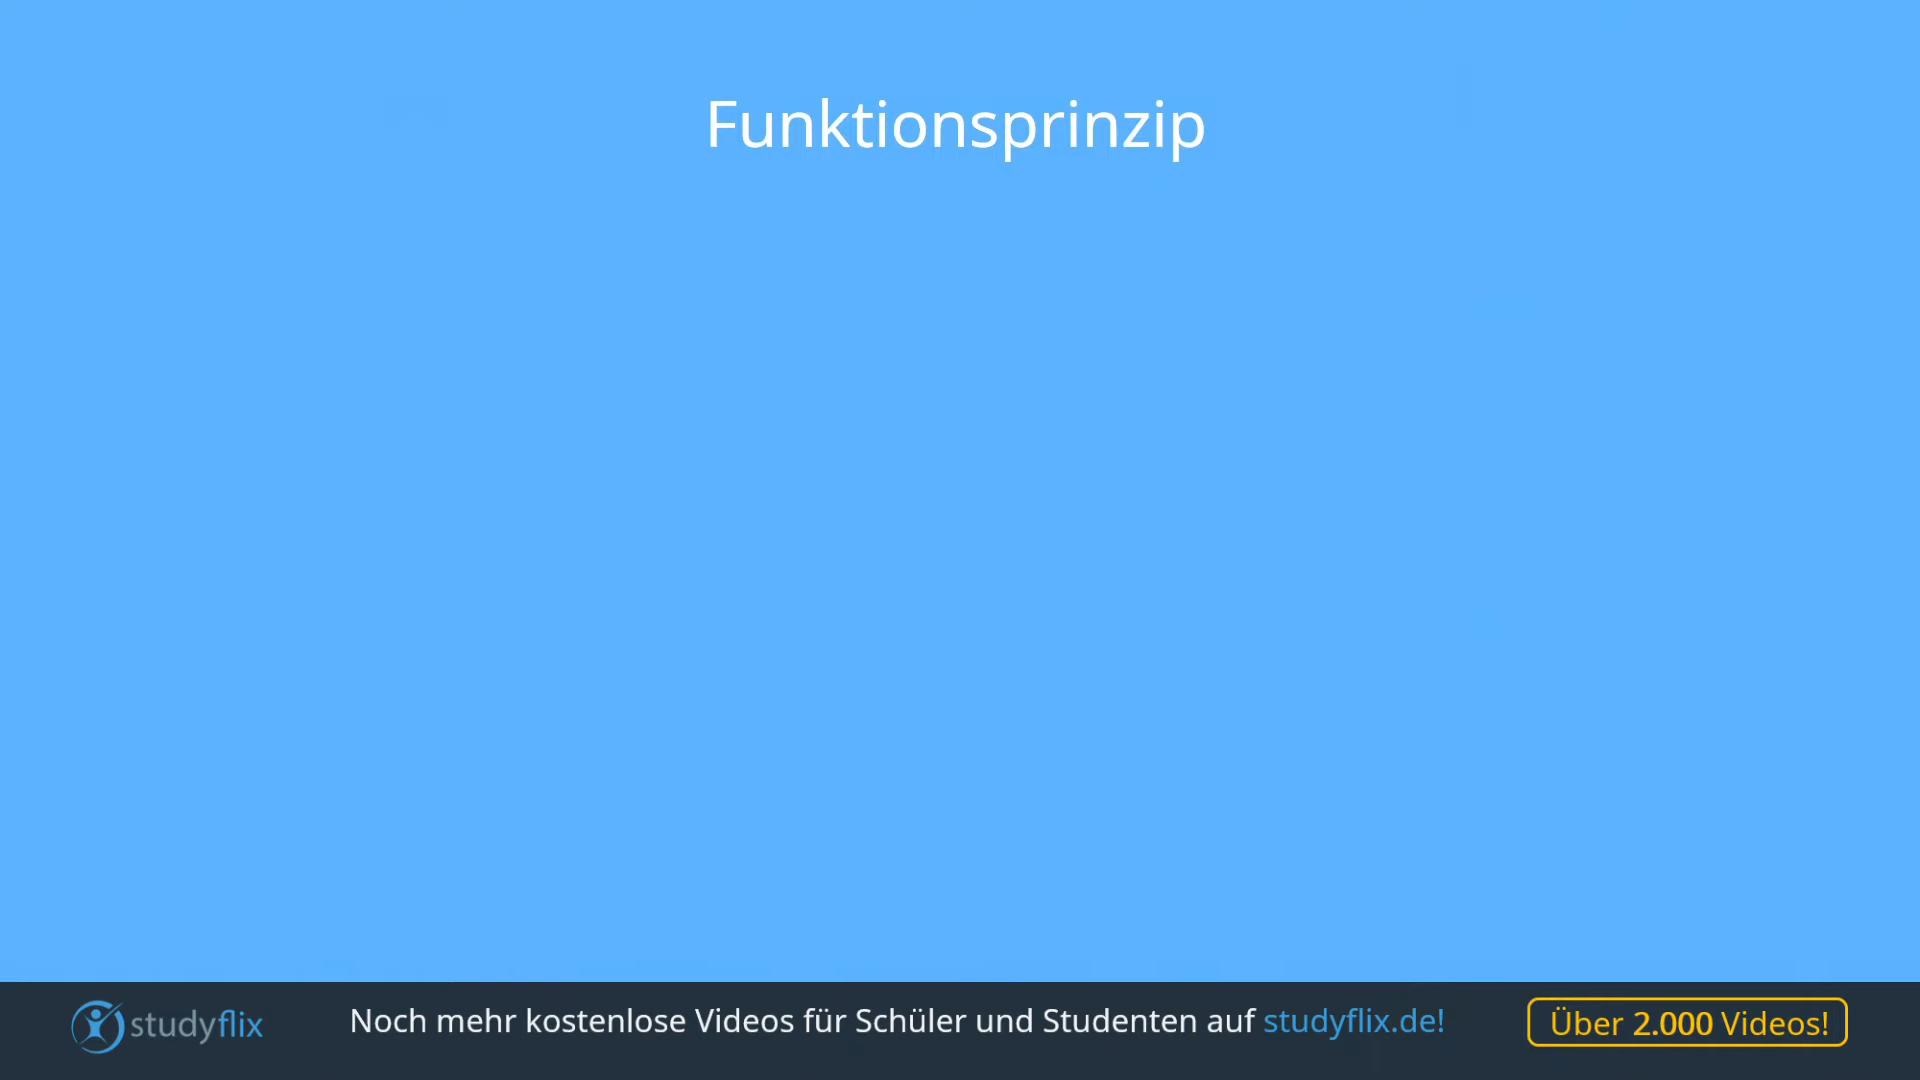 Funktionsprinzip
studyflix
Noch mehr kostenlose Videos für Schüler und Studenten auf studyflix.de!
Über 2.000 Videos!